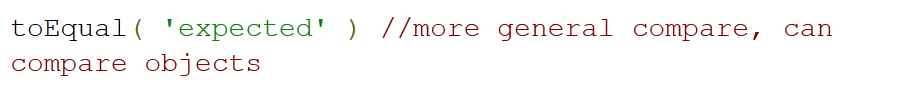 toEqual( 'expected' ) //more general compare, can
compare objects